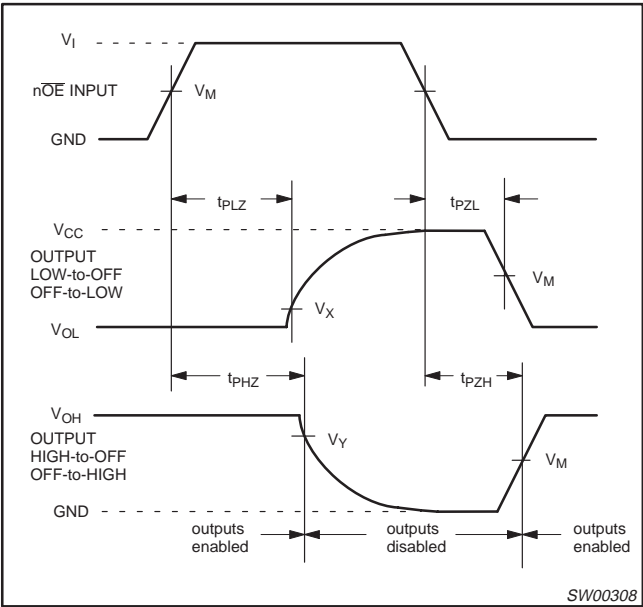 V_I
nOE INPUT
V_M
GND
t_PLZ
t_PZL
V_CC
OUTPUT
LOW-to-OFF
OFF-to-LOW
V_M
V_X
V_OL
t_PHZ
t_PZH
V_OH
OUTPUT
HIGH-to-OFF
OFF-to-HIGH
V_Y
V_M
GND
outputs
enabled
outputs
disabled
outputs
enabled
SW00308